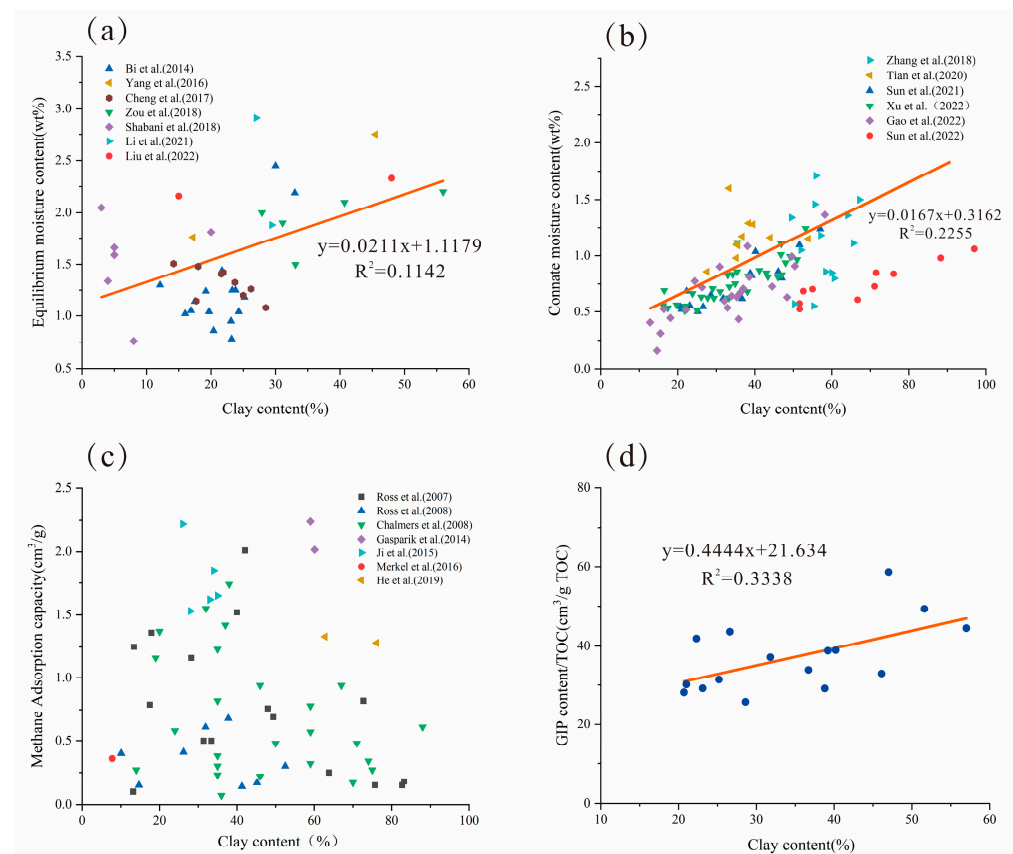 (a)
3.5
3.0
2.5
2.0
1.5
1.0
0.5
Equilibrium moisture content(wt%)
Bi et al.(2014)
Yang et al.(2016)
Cheng et al.(2017)
Zou et al.(2018)
Shabani et al.(2018)
Li et al.(2021)
Liu et al.(2022)
y=0.0211x+1.1179
R²=0.1142
0 10 20 30 40 50 60
Clay content(%)
(b)
2.5
2.0
1.5
1.0
0.5
0.0
Connate moisture content(wt%)
Zhang et al.(2018)
Tian et al.(2020)
Sun et al.(2021)
Xu et al.（2022）
Gao et al.(2022)
Sun et al.(2022)
y=0.0167x+0.3162
R²=0.2255
0 20 40 60 80 100
Clay content(%)
(c)
2.5
2.0
1.5
1.0
0.5
0.0
Methane Adsorption capacity(cm³/g)
Ross et al.(2007)
Ross et al.(2008)
Chalmers et al.(2008)
Gasparik et al.(2014)
Ji et al.(2015)
Merkel et al.(2016)
He et al.(2019)
0 20 40 60 80 100
Clay content（%）
(d)
80
60
40
20
0
GIP content/TOC(cm³/g TOC)
y=0.4444x+21.634
R²=0.3338
10 20 30 40 50 60
Clay content(%)